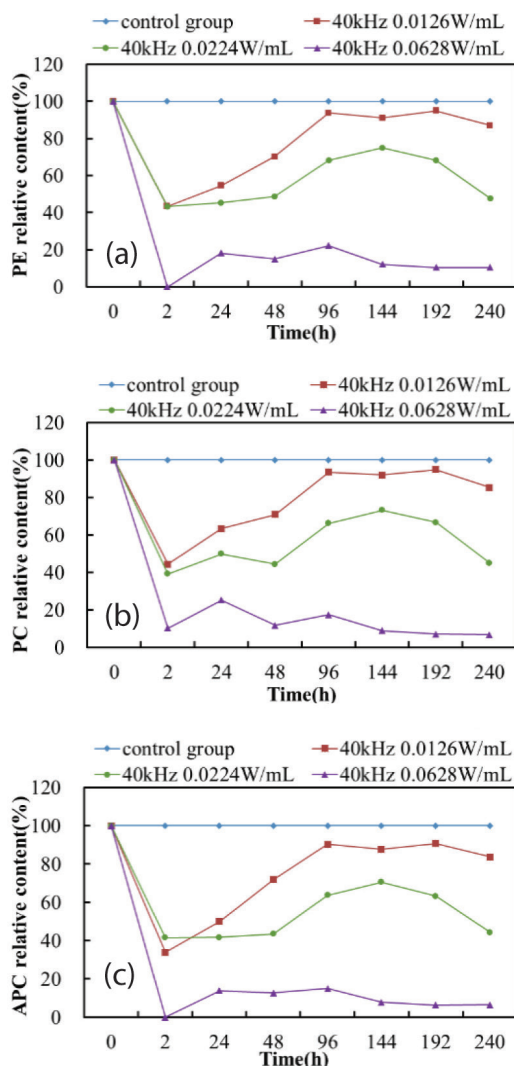 control group 40kHz 0.0126W/mL
40kHz 0.0224W/mL 40kHz 0.0628W/mL
120
100
80
60
40
20
0
PE relative content(%)
(a)
0 2 24 48 96 144 192 240
Time(h)
control group 40kHz 0.0126W/mL
40kHz 0.0224W/mL 40kHz 0.0628W/mL
120
100
80
60
40
20
0
PC relative content(%)
(b)
0 2 24 48 96 144 192 240
Time(h)
control group 40kHz 0.0126W/mL
40kHz 0.0224W/mL 40kHz 0.0628W/mL
120
100
80
60
40
20
0
APC relative content(%)
(c)
0 2 24 48 96 144 192 240
Time(h)